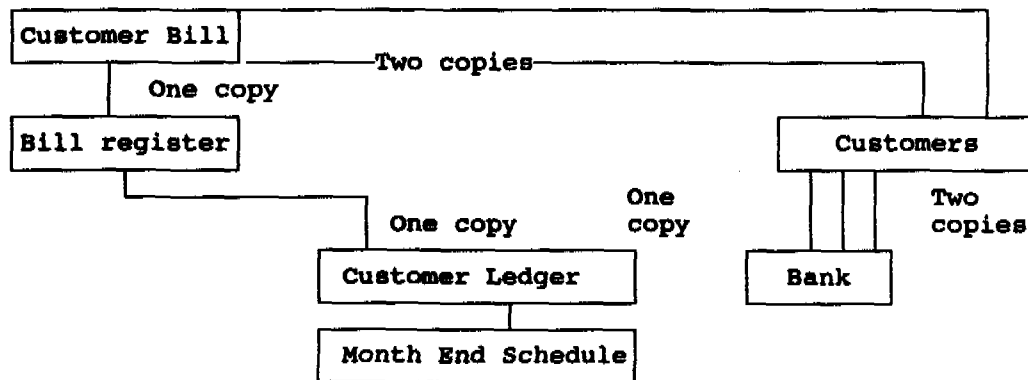 Customer Bill
Two copies
One copy
Bill register
Customers
One copy
One
copy
Two
copies
Customer Ledger
Bank
Month End Schedule